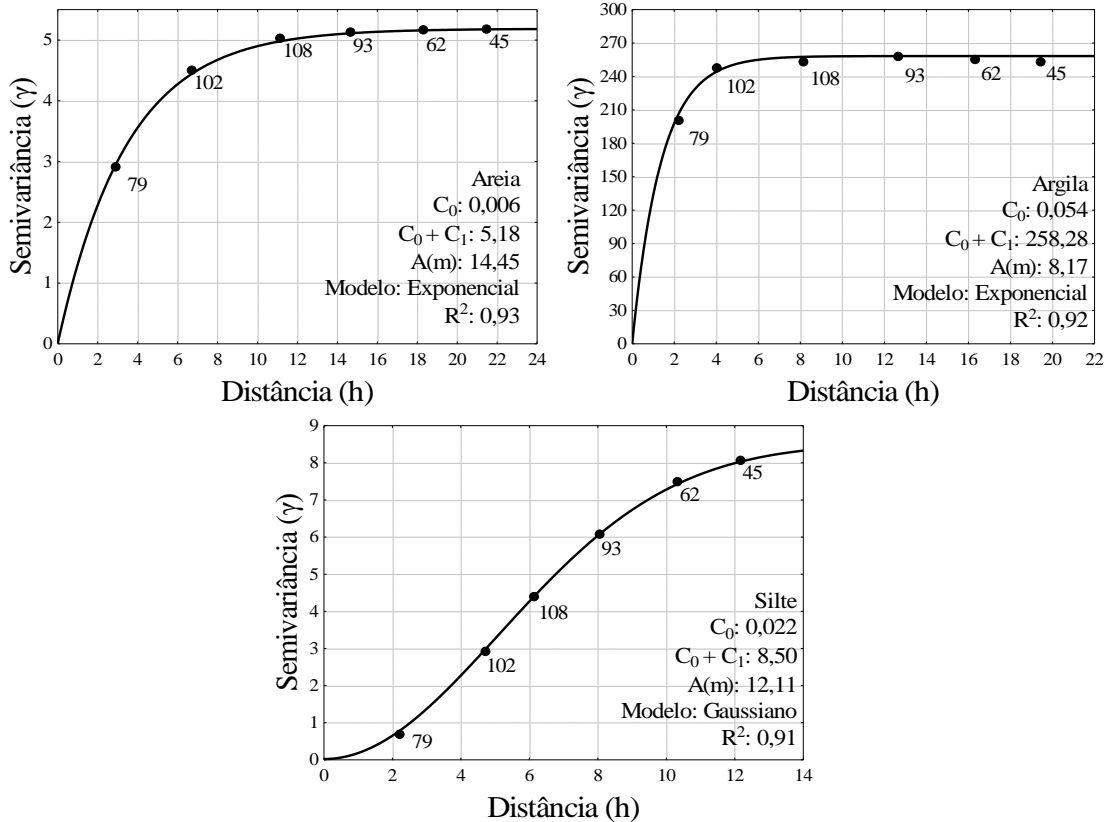 Semivariância (γ)
5
4
3
2
1
0
79
102
108
93
62
45
Areia
C₀: 0,006
C₀ + C₁: 5,18
A(m): 14,45
Modelo: Exponencial
R²: 0,93
0 2 4 6 8 10 12 14 16 18 20 22 24
Distância (h)
Semivariância (γ)
300
270
240
210
180
150
120
90
60
30
0
79
102
108
93
62
45
Argila
C₀: 0,054
C₀ + C₁: 258,28
A(m): 8,17
Modelo: Exponencial
R²: 0,92
0 2 4 6 8 10 12 14 16 18 20 22
Distância (h)
Semivariância (γ)
9
8
7
6
5
4
3
2
1
0
79
102
108
93
62
45
Silte
C₀: 0,022
C₀ + C₁: 8,50
A(m): 12,11
Modelo: Gaussiano
R²: 0,91
0 2 4 6 8 10 12 14
Distância (h)